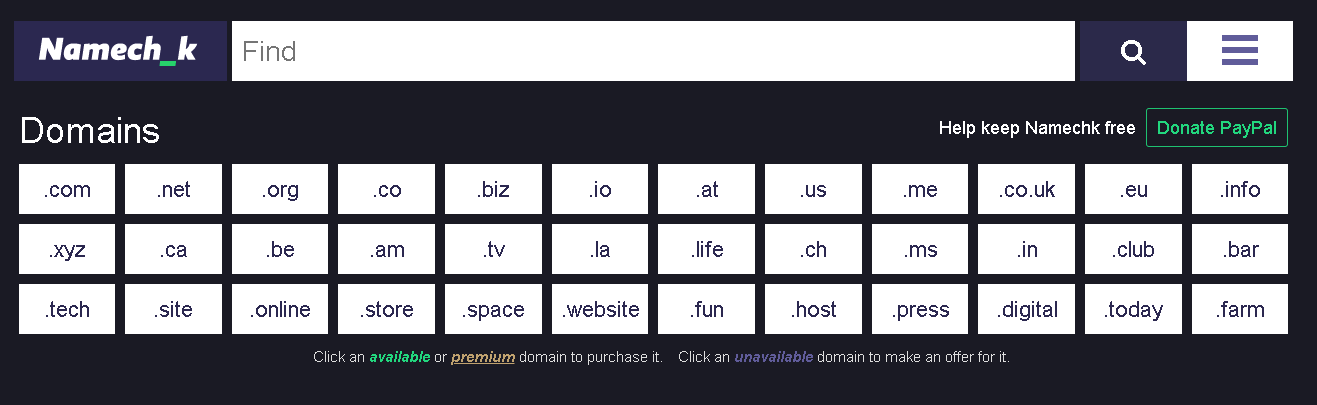 Namech_k Find
Domains Help keep Namechk free Donate PayPal
.com .net .org .co .biz .io .at .us .me .co.uk .eu .info
.xyz .ca .be .am .tv .la .life .ch .ms .in .club .bar
.tech .site .online .store .space .website .fun .host .press .digital .today .farm
Click an available or premium domain to purchase it. Click an unavailable domain to make an offer for it.